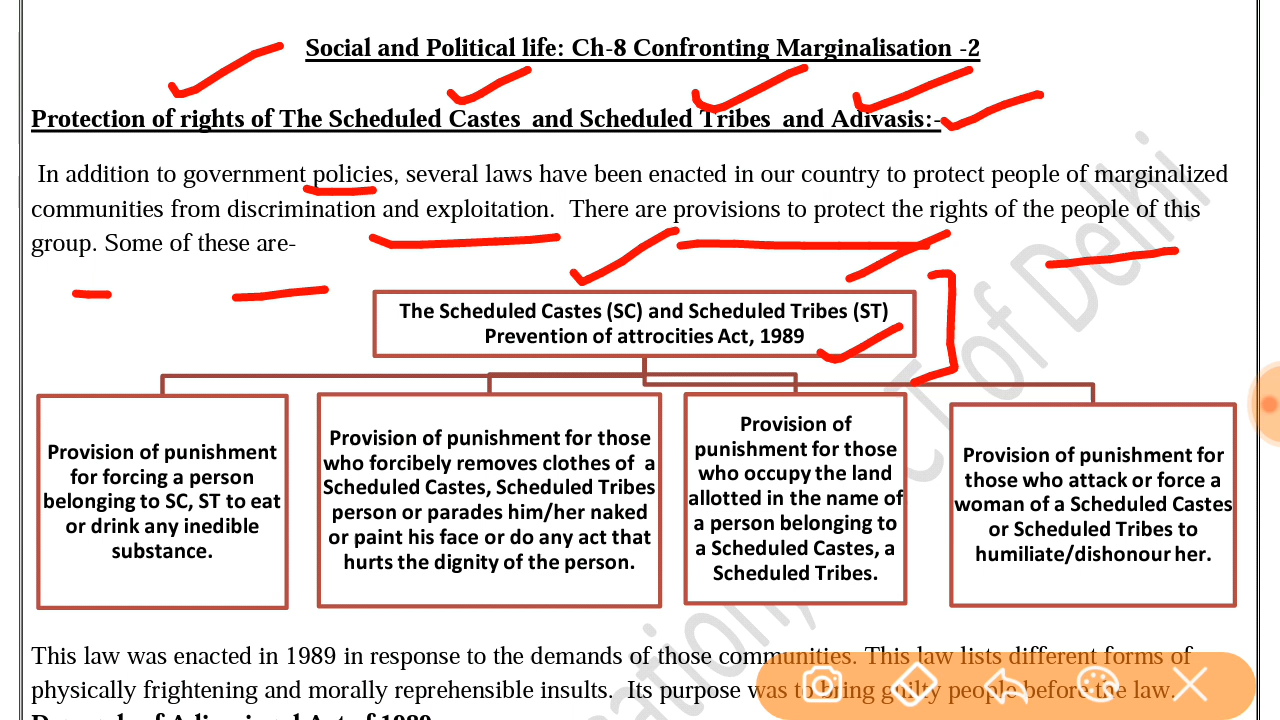 Social and Political life: Ch-8 Confronting Marginalisation -2
Protection of rights of The Scheduled Castes and Scheduled Tribes and Adivasis:-
In addition to government policies, several laws have been enacted in our country to protect people of marginalized
communities from discrimination and exploitation. There are provisions to protect the rights of the people of this
group. Some of these are-
The Scheduled Castes (SC) and Scheduled Tribes (ST)
Prevention of attrocities Act, 1989
Provision of punishment
for forcing a person
belonging to SC, ST to eat
or drink any inedible
substance.
Provision of punishment for those
who forcibely removes clothes of a
Scheduled Castes, Scheduled Tribes
person or parades him/her naked
or paint his face or do any act that
hurts the dignity of the person.
Provision of
punishment for those
who occupy the land
allotted in the name of
a person belonging to
a Scheduled Castes, a
Scheduled Tribes.
Provision of punishment for
those who attack or force a
woman of a Scheduled Castes
or Scheduled Tribes to
humiliate/dishonour her.
This law was enacted in 1989 in response to the demands of those communities. This law lists different forms of
physically frightening and morally reprehensible insults. Its purpose was to bring guilty people before the law.
of Delhi